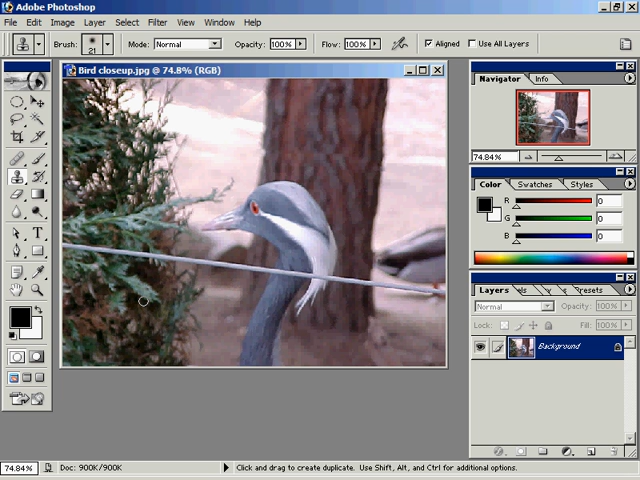 Adobe Photoshop
File Edit Image Layer Select Filter View Window Help
Brush: 21 Mode: Normal Opacity: 100% Flow: 100% Aligned Use All Layers
Bird closeup.jpg @ 74.8% (RGB)
Navigator Info
74.84%
Color Swatches Styles
R 0
G 0
B 0
Layers
Normal Opacity: 100%
Lock: Fill: 100%
Background
T
74.84% Doc: 900K/900K Click and drag to create duplicate. Use Shift, Alt, and Ctrl for additional options.